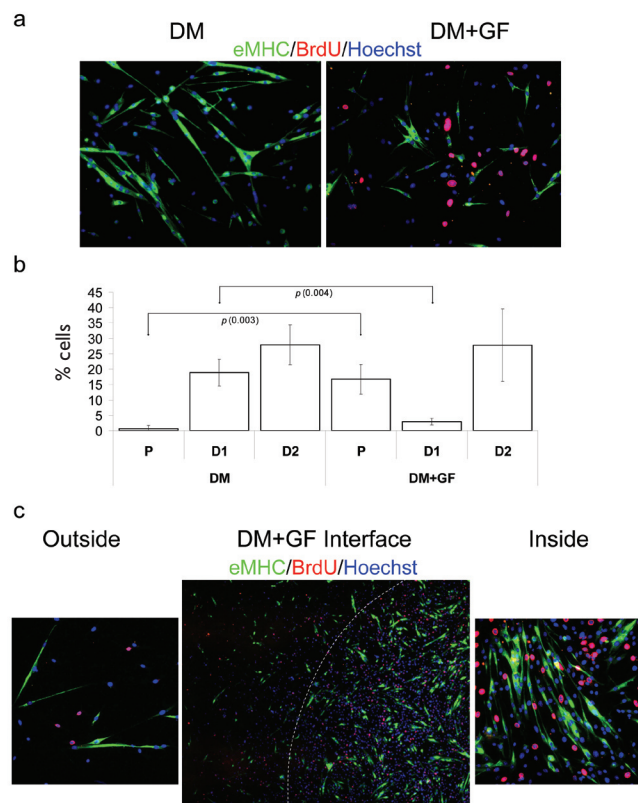 a
DM
DM+GF
eMHC/BrdU/Hoechst
b
% cells
45
40
35
30
25
20
15
10
5
0
p (0.004)
p (0.003)
P D1 D2 P D1 D2
DM DM+GF
c
Outside
DM+GF Interface
Inside
eMHC/BrdU/Hoechst